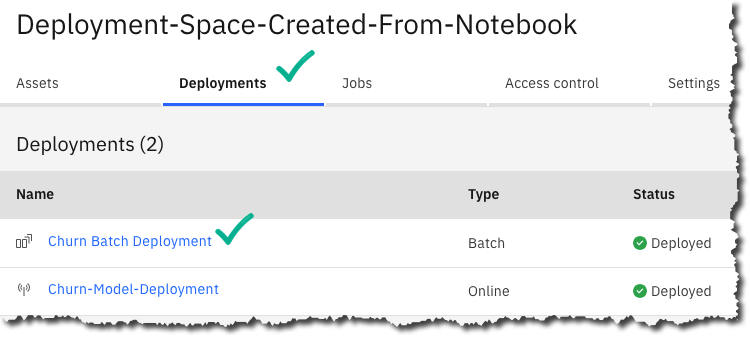 Deployment-Space-Created-From-Notebook
Assets Deployments Jobs Access control Settings
Deployments (2)
Name Type Status
Churn Batch Deployment Batch Deployed
Churn-Model-Deployment Online Deployed